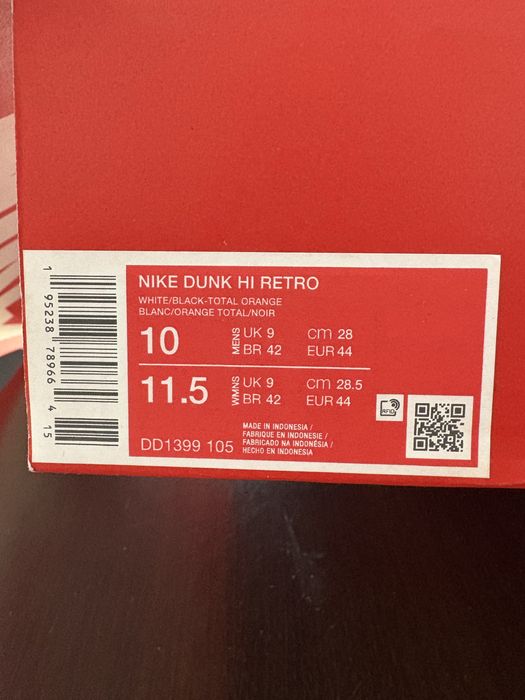 NIKE DUNK HI RETRO
WHITE/BLACK-TOTAL ORANGE
BLANC/ORANGE TOTAL/NOIR
10 MENS UK 9 CM 28
BR 42 EUR 44
11.5 WMNS UK 9 CM 28.5
BR 42 EUR 44
RFID
DD1399 105
MADE IN INDONESIA /
FABRIQUE EN INDONESIE /
FABRICADO NA INDONÉSIA /
HECHO EN INDONESIA
1 95238 78966 4 15